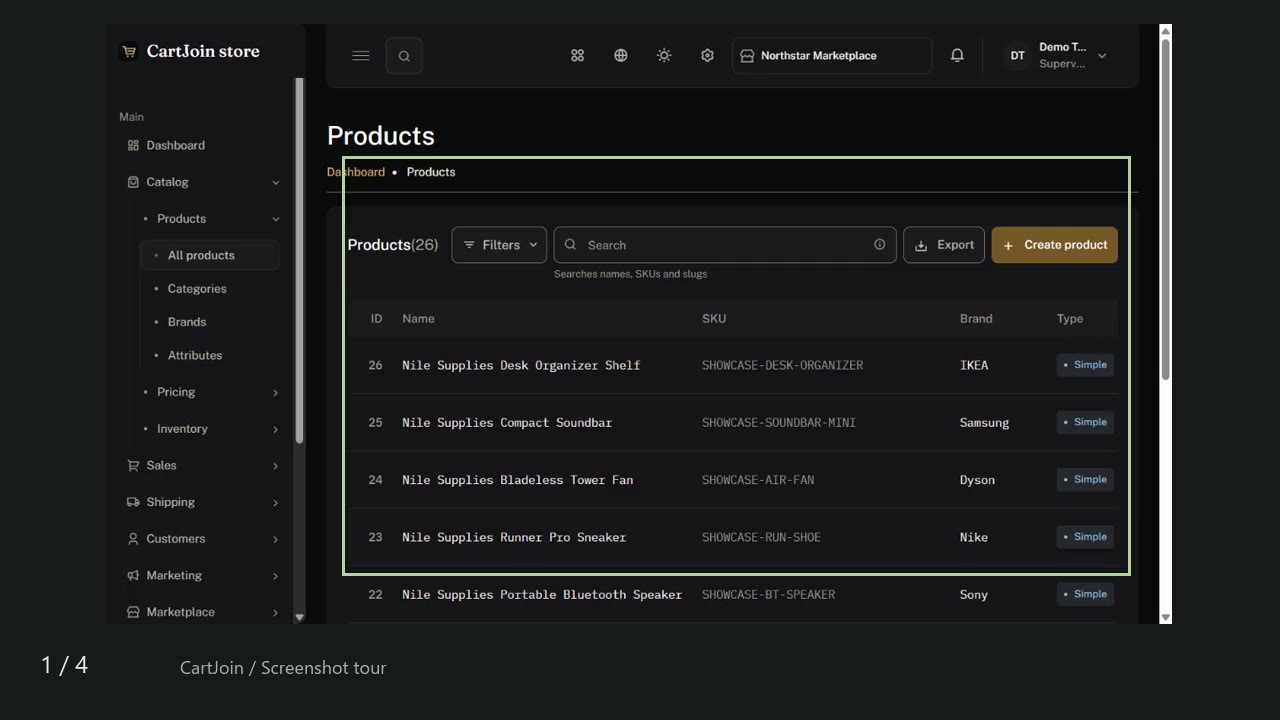 CartJoin store
Northstar Marketplace
DT
Demo T...
Superv...
Main
Dashboard
Catalog
Products
All products
Categories
Brands
Attributes
Pricing
Inventory
Sales
Shipping
Customers
Marketing
Marketplace
Products
Dashboard • Products
Products(26)
Filters
Search
Export
+ Create product
Searches names, SKUs and slugs
ID Name SKU Brand Type
26 Nile Supplies Desk Organizer Shelf SHOWCASE-DESK-ORGANIZER IKEA • Simple
25 Nile Supplies Compact Soundbar SHOWCASE-SOUNDBAR-MINI Samsung • Simple
24 Nile Supplies Bladeless Tower Fan SHOWCASE-AIR-FAN Dyson • Simple
23 Nile Supplies Runner Pro Sneaker SHOWCASE-RUN-SHOE Nike • Simple
22 Nile Supplies Portable Bluetooth Speaker SHOWCASE-BT-SPEAKER Sony • Simple
1 / 4
CartJoin / Screenshot tour